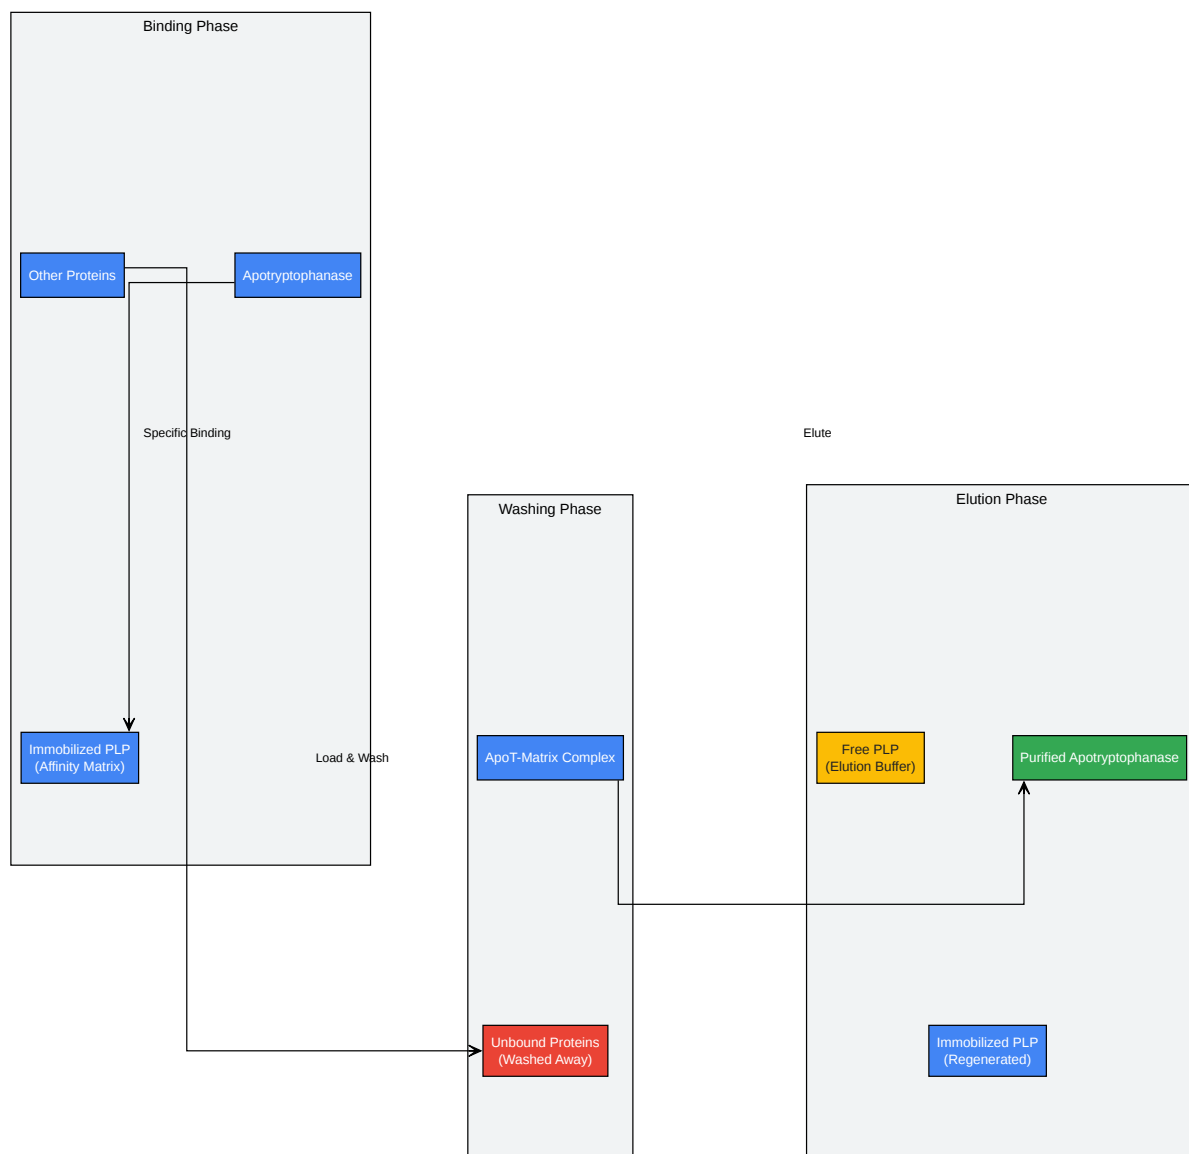 Binding Phase
Other Proteins
Apotryptophanase
Specific Binding
Elute
Washing Phase
Elution Phase
Immobilized PLP
(Affinity Matrix)
Load & Wash
ApoT-Matrix Complex
Free PLP
(Elution Buffer)
Purified Apotryptophanase
Unbound Proteins
(Washed Away)
Immobilized PLP
(Regenerated)